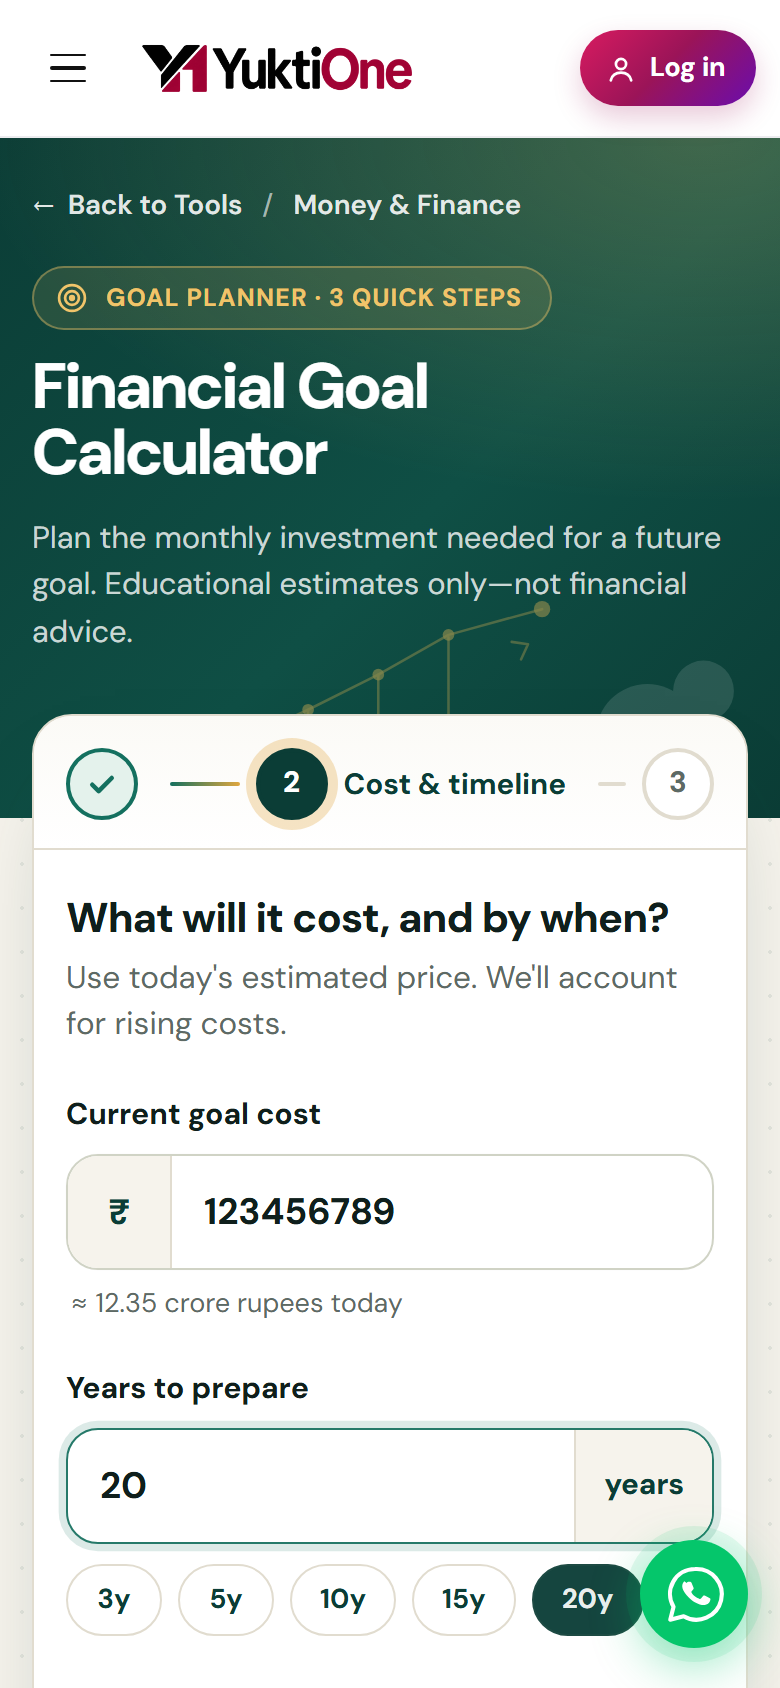 YuktiOne
Log in
← Back to Tools / Money & Finance
GOAL PLANNER · 3 QUICK STEPS
Financial Goal
Calculator
Plan the monthly investment needed for a future
goal. Educational estimates only—not financial
advice.
2 Cost & timeline 3
What will it cost, and by when?
Use today's estimated price. We'll account
for rising costs.
Current goal cost
₹ 123456789
≈ 12.35 crore rupees today
Years to prepare
20 years
3y 5y 10y 15y 20y